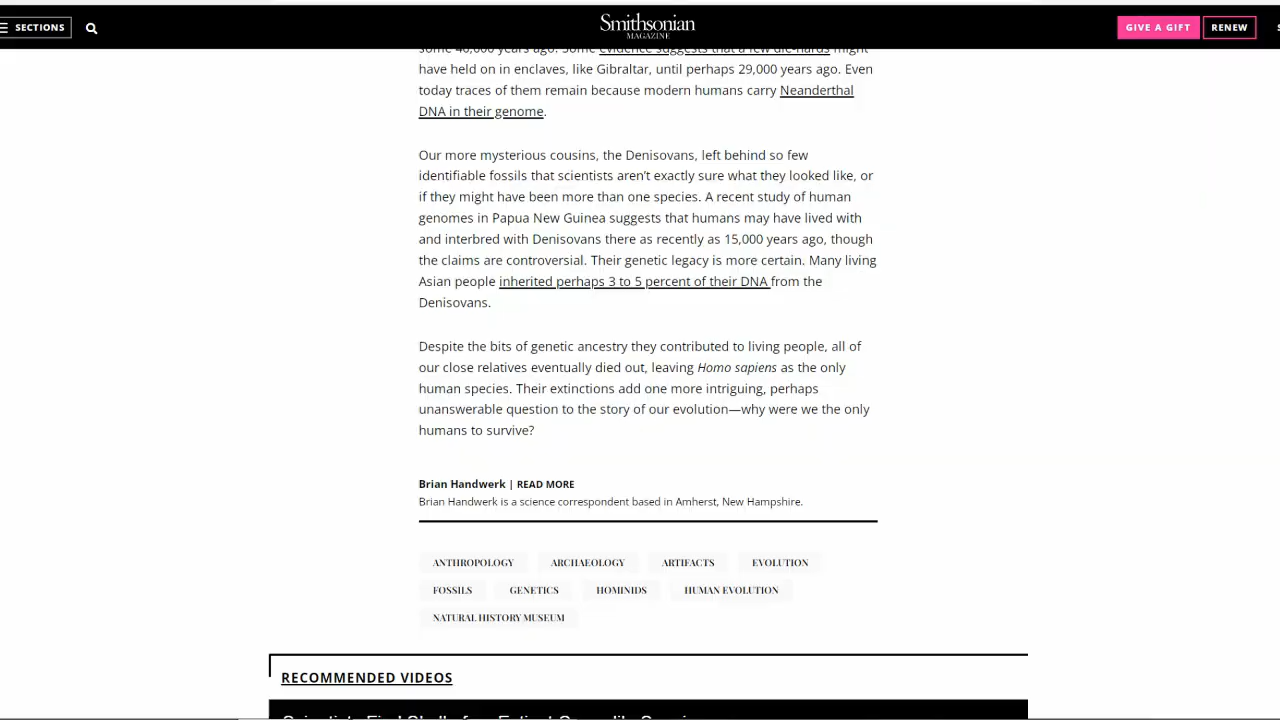 SECTIONS
Smithsonian
MAGAZINE
GIVE A GIFT
RENEW
some 40,000 years ago. Some evidence suggests that a few die-hards might
have held on in enclaves, like Gibraltar, until perhaps 29,000 years ago. Even
today traces of them remain because modern humans carry Neanderthal
DNA in their genome.
Our more mysterious cousins, the Denisovans, left behind so few
identifiable fossils that scientists aren't exactly sure what they looked like, or
if they might have been more than one species. A recent study of human
genomes in Papua New Guinea suggests that humans may have lived with
and interbred with Denisovans there as recently as 15,000 years ago, though
the claims are controversial. Their genetic legacy is more certain. Many living
Asian people inherited perhaps 3 to 5 percent of their DNA from the
Denisovans.
Despite the bits of genetic ancestry they contributed to living people, all of
our close relatives eventually died out, leaving Homo sapiens as the only
human species. Their extinctions add one more intriguing, perhaps
unanswerable question to the story of our evolution—why were we the only
humans to survive?
Brian Handwerk | READ MORE
Brian Handwerk is a science correspondent based in Amherst, New Hampshire.
ANTHROPOLOGY ARCHAEOLOGY ARTIFACTS EVOLUTION
FOSSILS GENETICS HOMINIDS HUMAN EVOLUTION
NATURAL HISTORY MUSEUM
RECOMMENDED VIDEOS